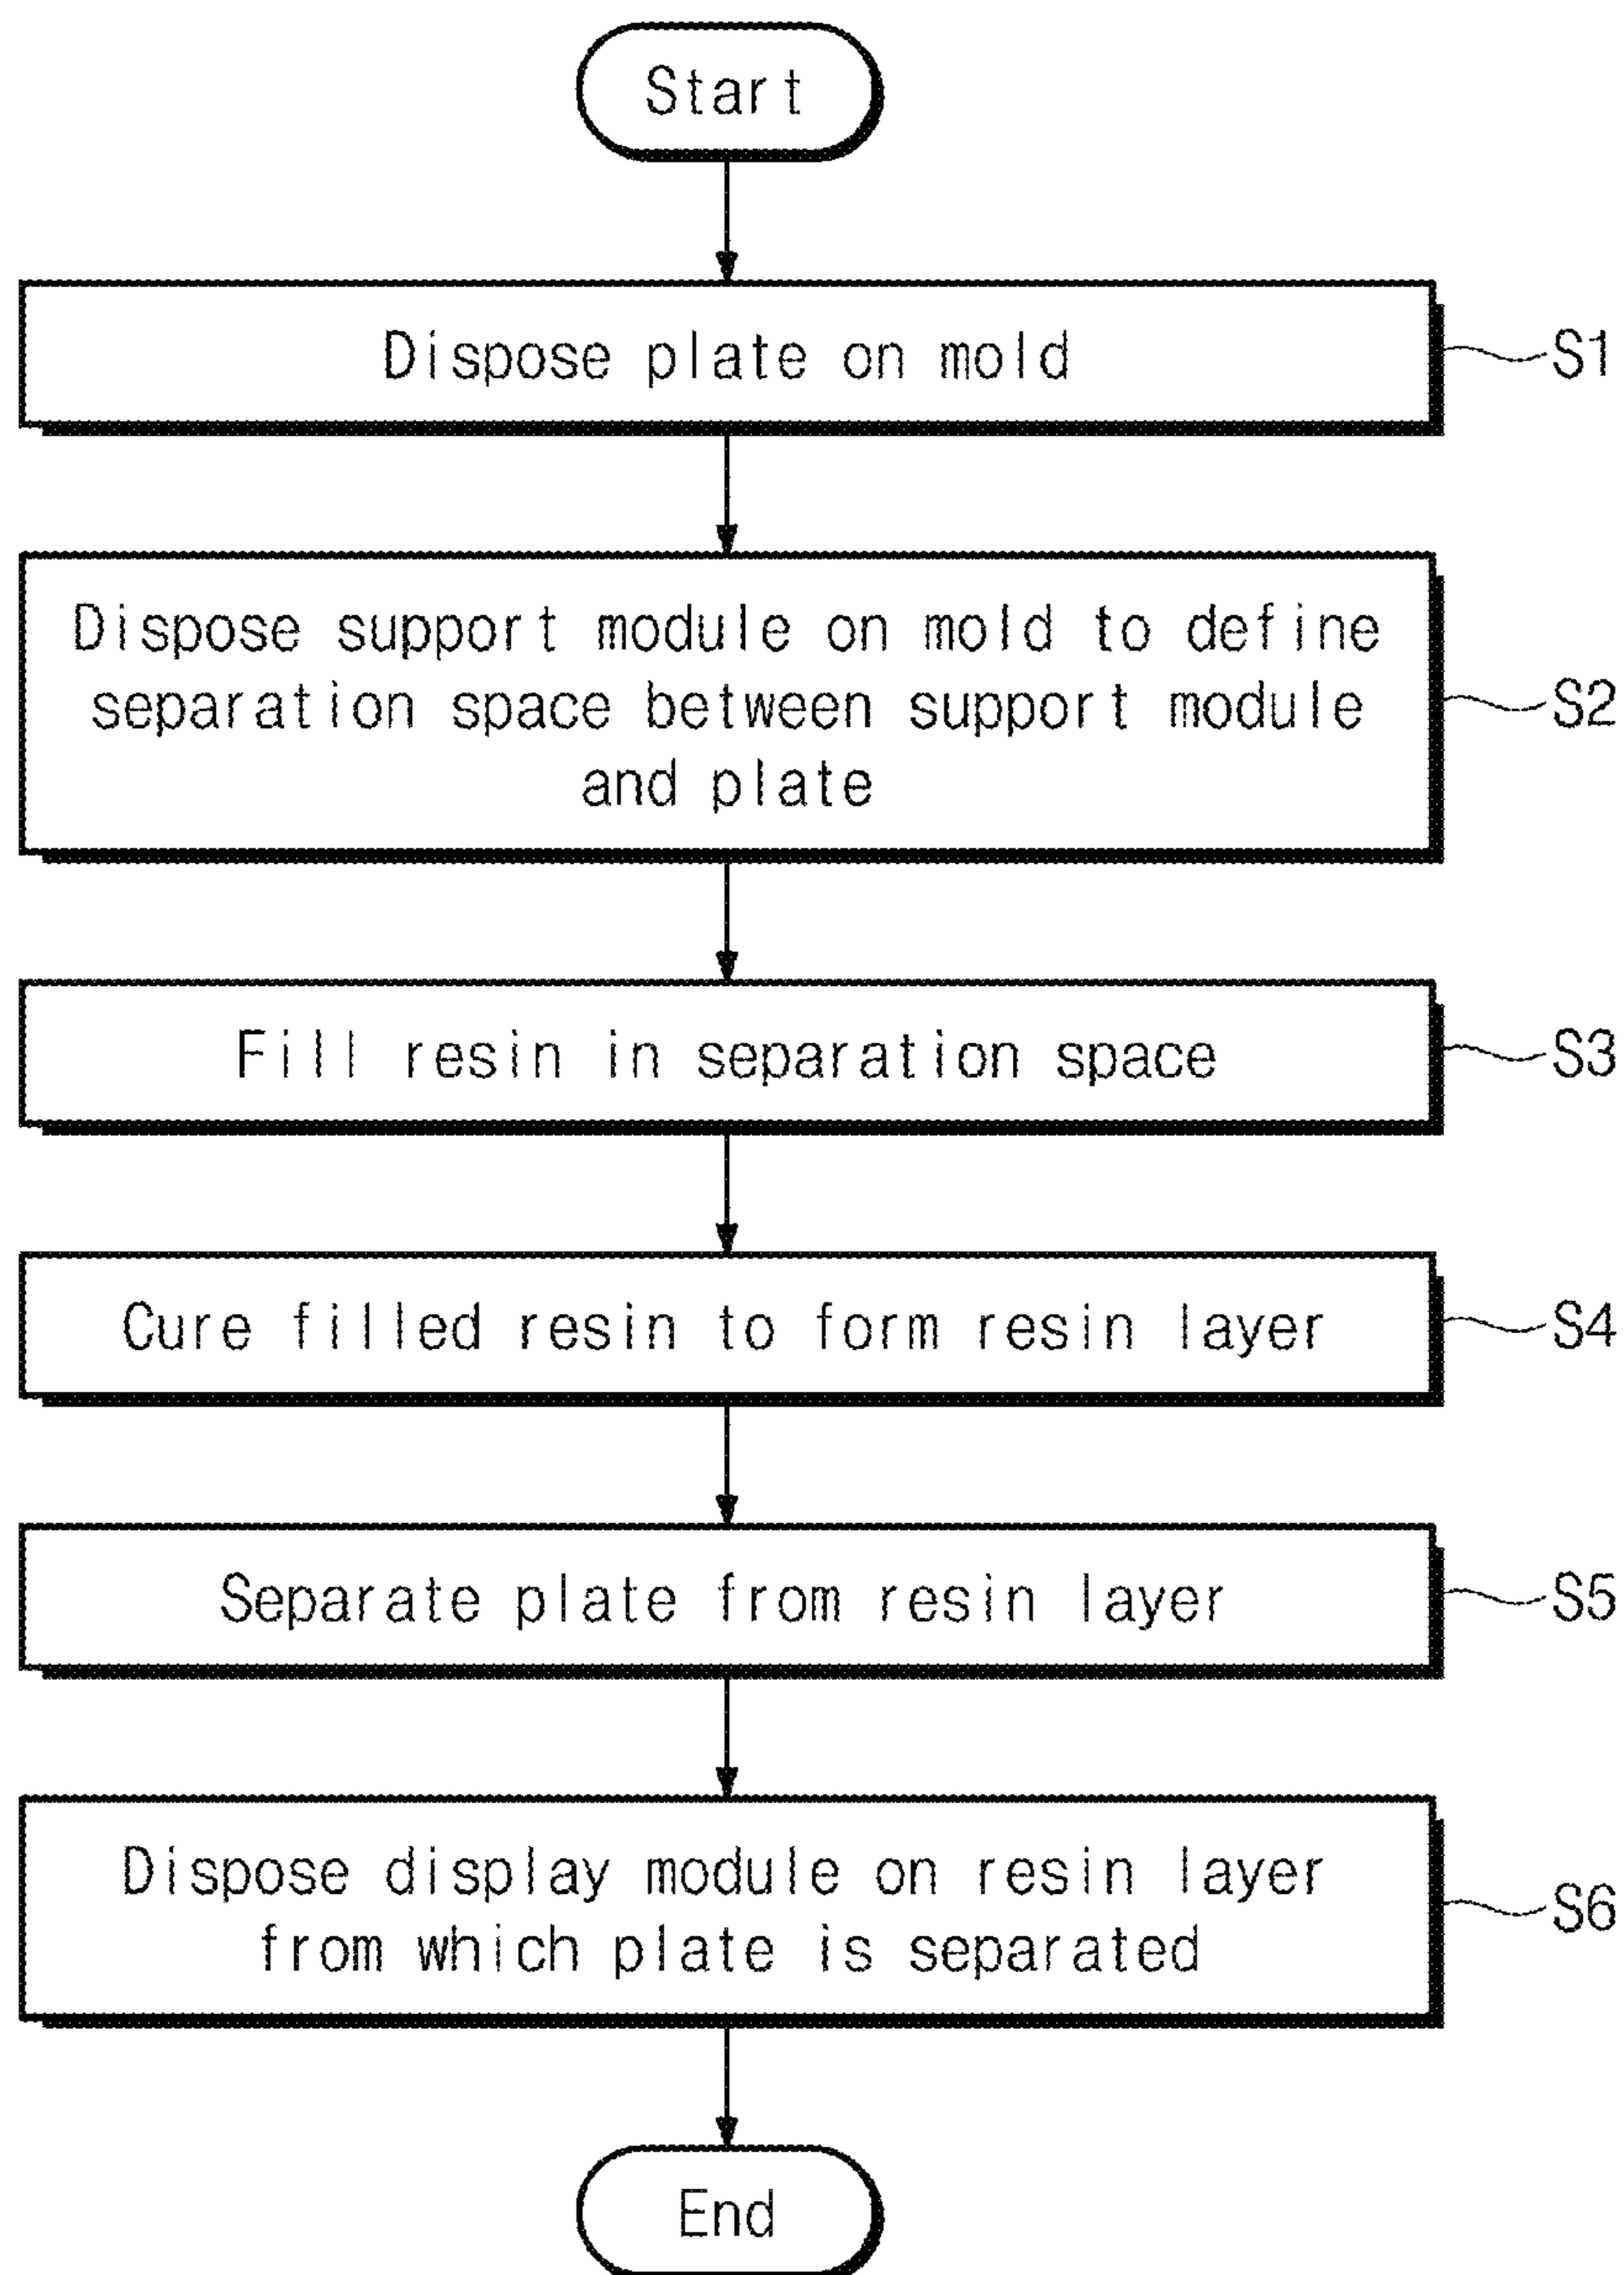 Start
Dispose plate on mold
S1
Dispose support module on mold to define
separation space between support module
and plate
S2
Fill resin in separation space
S3
Cure filled resin to form resin layer
S4
Separate plate from resin layer
S5
Dispose display module on resin layer
from which plate is separated
S6
End